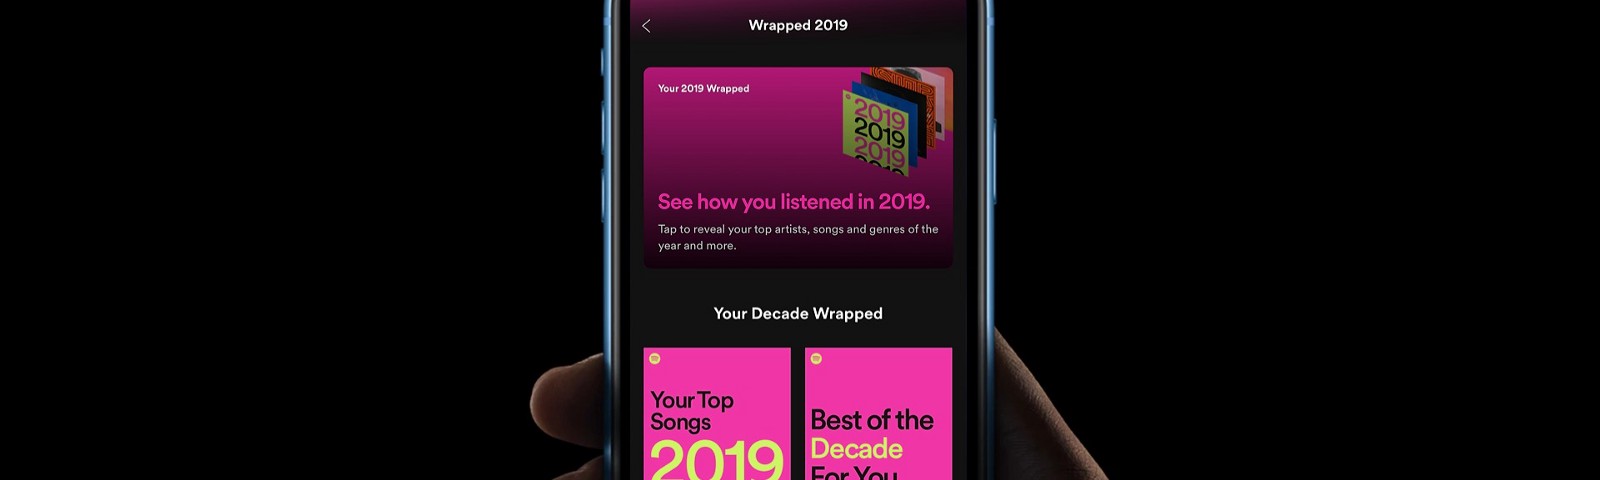 Wrapped 2019
Your 2019 Wrapped
2019
2019
2019
2019
See how you listened in 2019.
Tap to reveal your top artists, songs and genres of the
year and more.
Your Decade Wrapped
Your Top
Songs
2019
Best of the
Decade
For You